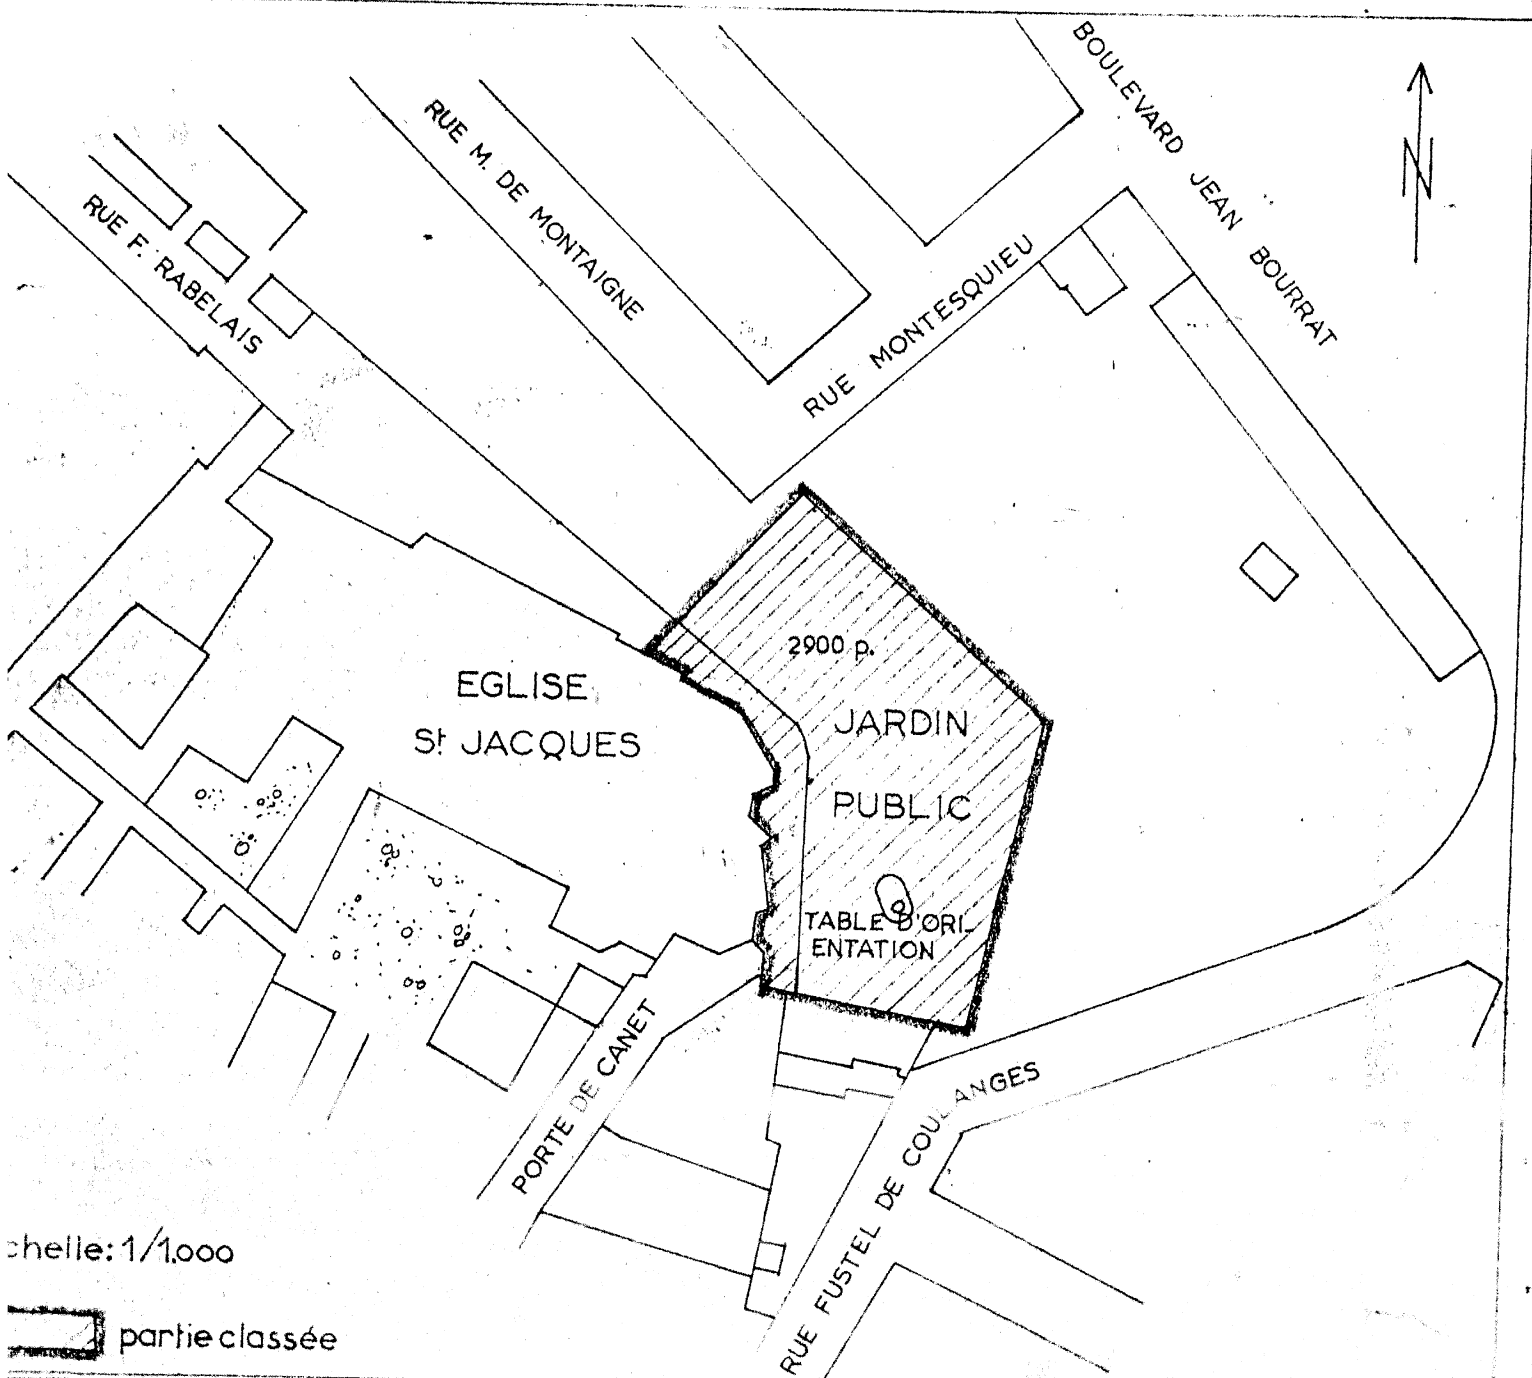 BOULEVARD JEAN BOURRAT
N
RUE M. DE MONTAIGNE
RUE F. RABELAIS
RUE MONTESQUIEU
2900 p.
EGLISE
St JACQUES
JARDIN
PUBLIC
TABLE D'ORI-
ENTATION
PORTE DE CANET
RUE FUSTEL DE COULANGES
chelle: 1/1.000
partie classée